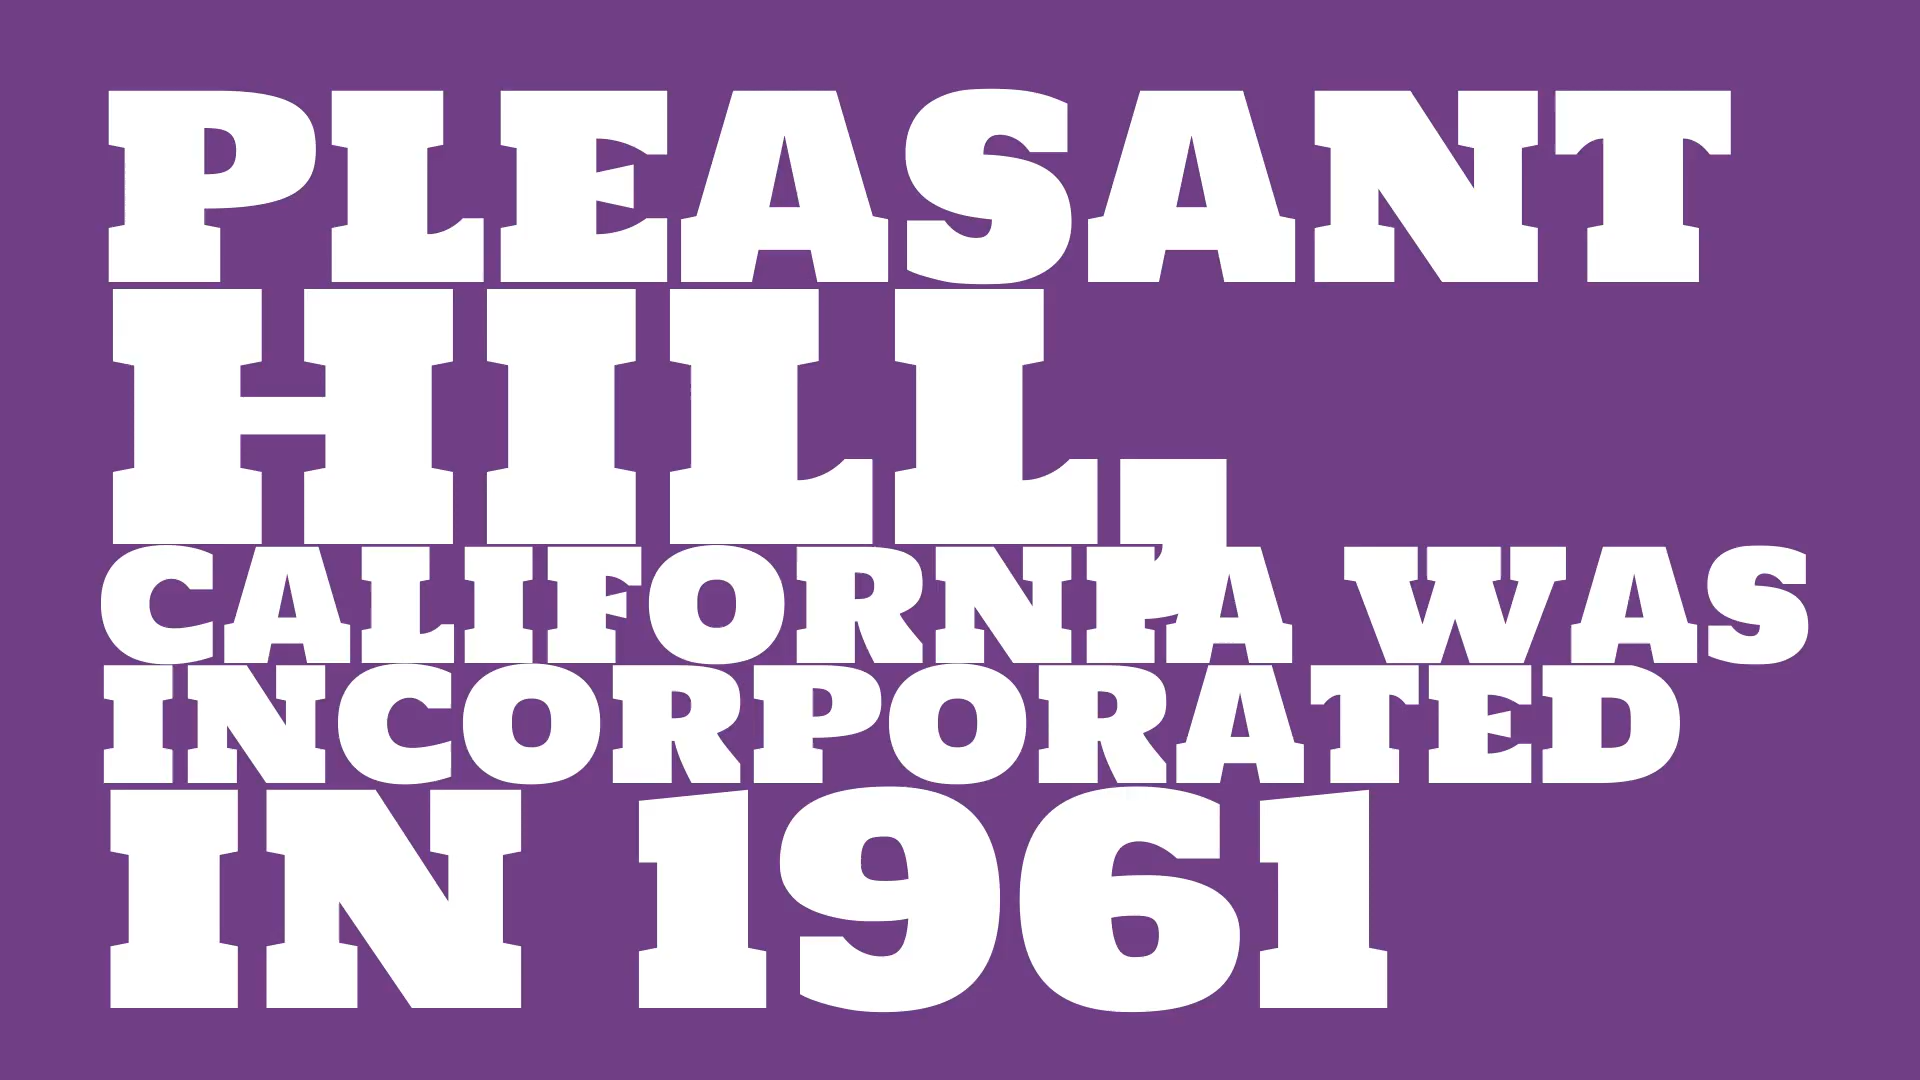 PLEASANT
HILL,
CALIFORNIA WAS
INCORPORATED
IN 1961